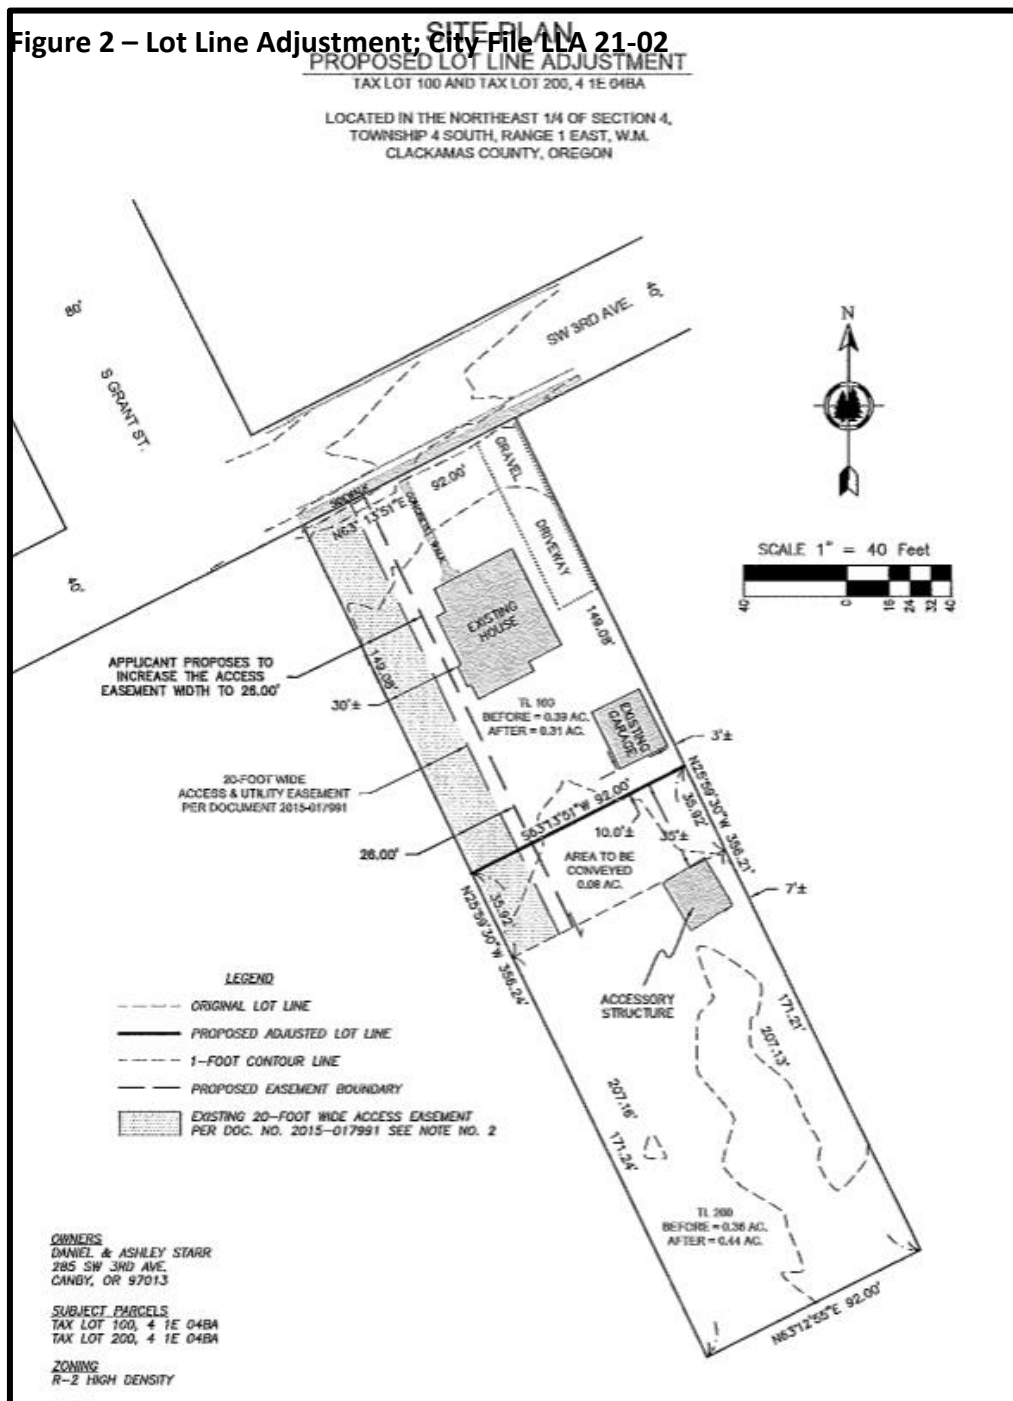 SITE PLAN
Figure 2 – Lot Line Adjustment; City File LLA 21-02
PROPOSED LOT LINE ADJUSTMENT
TAX LOT 100 AND TAX LOT 200, 4 1E 04BA
LOCATED IN THE NORTHEAST 1/4 OF SECTION 4,
TOWNSHIP 4 SOUTH, RANGE 1 EAST, W.M.
CLACKAMAS COUNTY, OREGON
80'
S GRANT ST.
40'
SW 3RD AVE.
40'
N
SCALE 1" = 40 Feet
40
0
16
24
32
40
SIDEWALK
N63°13'51"E
92.00'
CONCRETE WALK
GRAVEL
DRIVEWAY
EXISTING
HOUSE
149.08'
149.08'
APPLICANT PROPOSES TO
INCREASE THE ACCESS
EASEMENT WIDTH TO 26.00'
30'±
TL 100
BEFORE = 0.39 AC.
AFTER = 0.31 AC.
EXISTING
GARAGE
3'±
20-FOOT WIDE
ACCESS & UTILITY EASEMENT
PER DOCUMENT 2015-017991
S63°13'51"W 92.00'
N25°59'30"W 356.21'
35.92'
10.0'±
35'±
26.00'
AREA TO BE
CONVEYED
0.08 AC.
7'±
35.92'
N25°59'30"W 356.24'
ACCESSORY
STRUCTURE
171.21'
207.13'
207.16'
171.24'
LEGEND
ORIGINAL LOT LINE
PROPOSED ADJUSTED LOT LINE
1-FOOT CONTOUR LINE
PROPOSED EASEMENT BOUNDARY
EXISTING 20-FOOT WIDE ACCESS EASEMENT
PER DOC. NO. 2015-017991 SEE NOTE NO. 2
TL 200
BEFORE = 0.36 AC.
AFTER = 0.44 AC.
N63°12'55"E 92.00'
OWNERS
DANIEL & ASHLEY STARR
285 SW 3RD AVE.
CANBY, OR 97013
SUBJECT PARCELS
TAX LOT 100, 4 1E 04BA
TAX LOT 200, 4 1E 04BA
ZONING
R-2 HIGH DENSITY